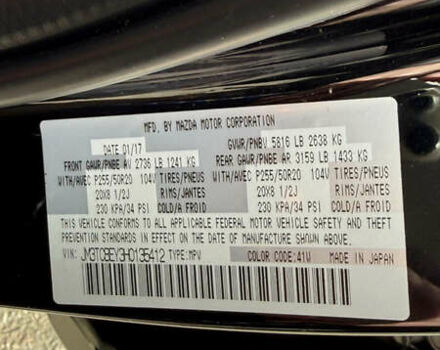 MFD. BY MAZDA MOTOR CORPORATION
DATE 01/17 GVWR/PNBV 5816 LB 2638 KG
FRONT GAWR/PNBE AV 2736 LB 1241 KG REAR GAWR/PNBE AR 3159 LB 1433 KG
WITH/AVEC P255/50R20 104V TIRES/PNEUS WITH/AVEC P255/50R20 104V TIRES/PNEUS
20X8 1/2J RIMS/JANTES 20X8 1/2J RIMS/JANTES
230 KPA/34 PSI COLD/A FROID 230 KPA/34 PSI COLD/A FROID
THIS VEHICLE CONFORMS TO ALL APPLICABLE FEDERAL MOTOR VEHICLE SAFETY AND THEFT
PREVENTION STANDARDS IN EFFECT ON THE DATE OF MANUFACTURE SHOWN ABOVE.
VIN: JM3TCBEY3H0135412 TYPE:MPV COLOR CODE:41W MADE IN JAPAN